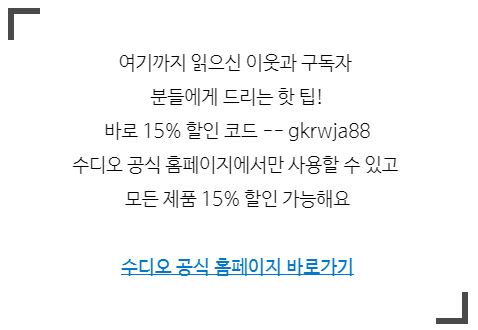 여기까지 읽으신 이웃과 구독자
분들에게 드리는 핫 팁!
바로 15% 할인 코드 -- gkrwja88
수디오 공식 홈페이지에서만 사용할 수 있고
모든 제품 15% 할인 가능해요
수디오 공식 홈페이지 바로가기